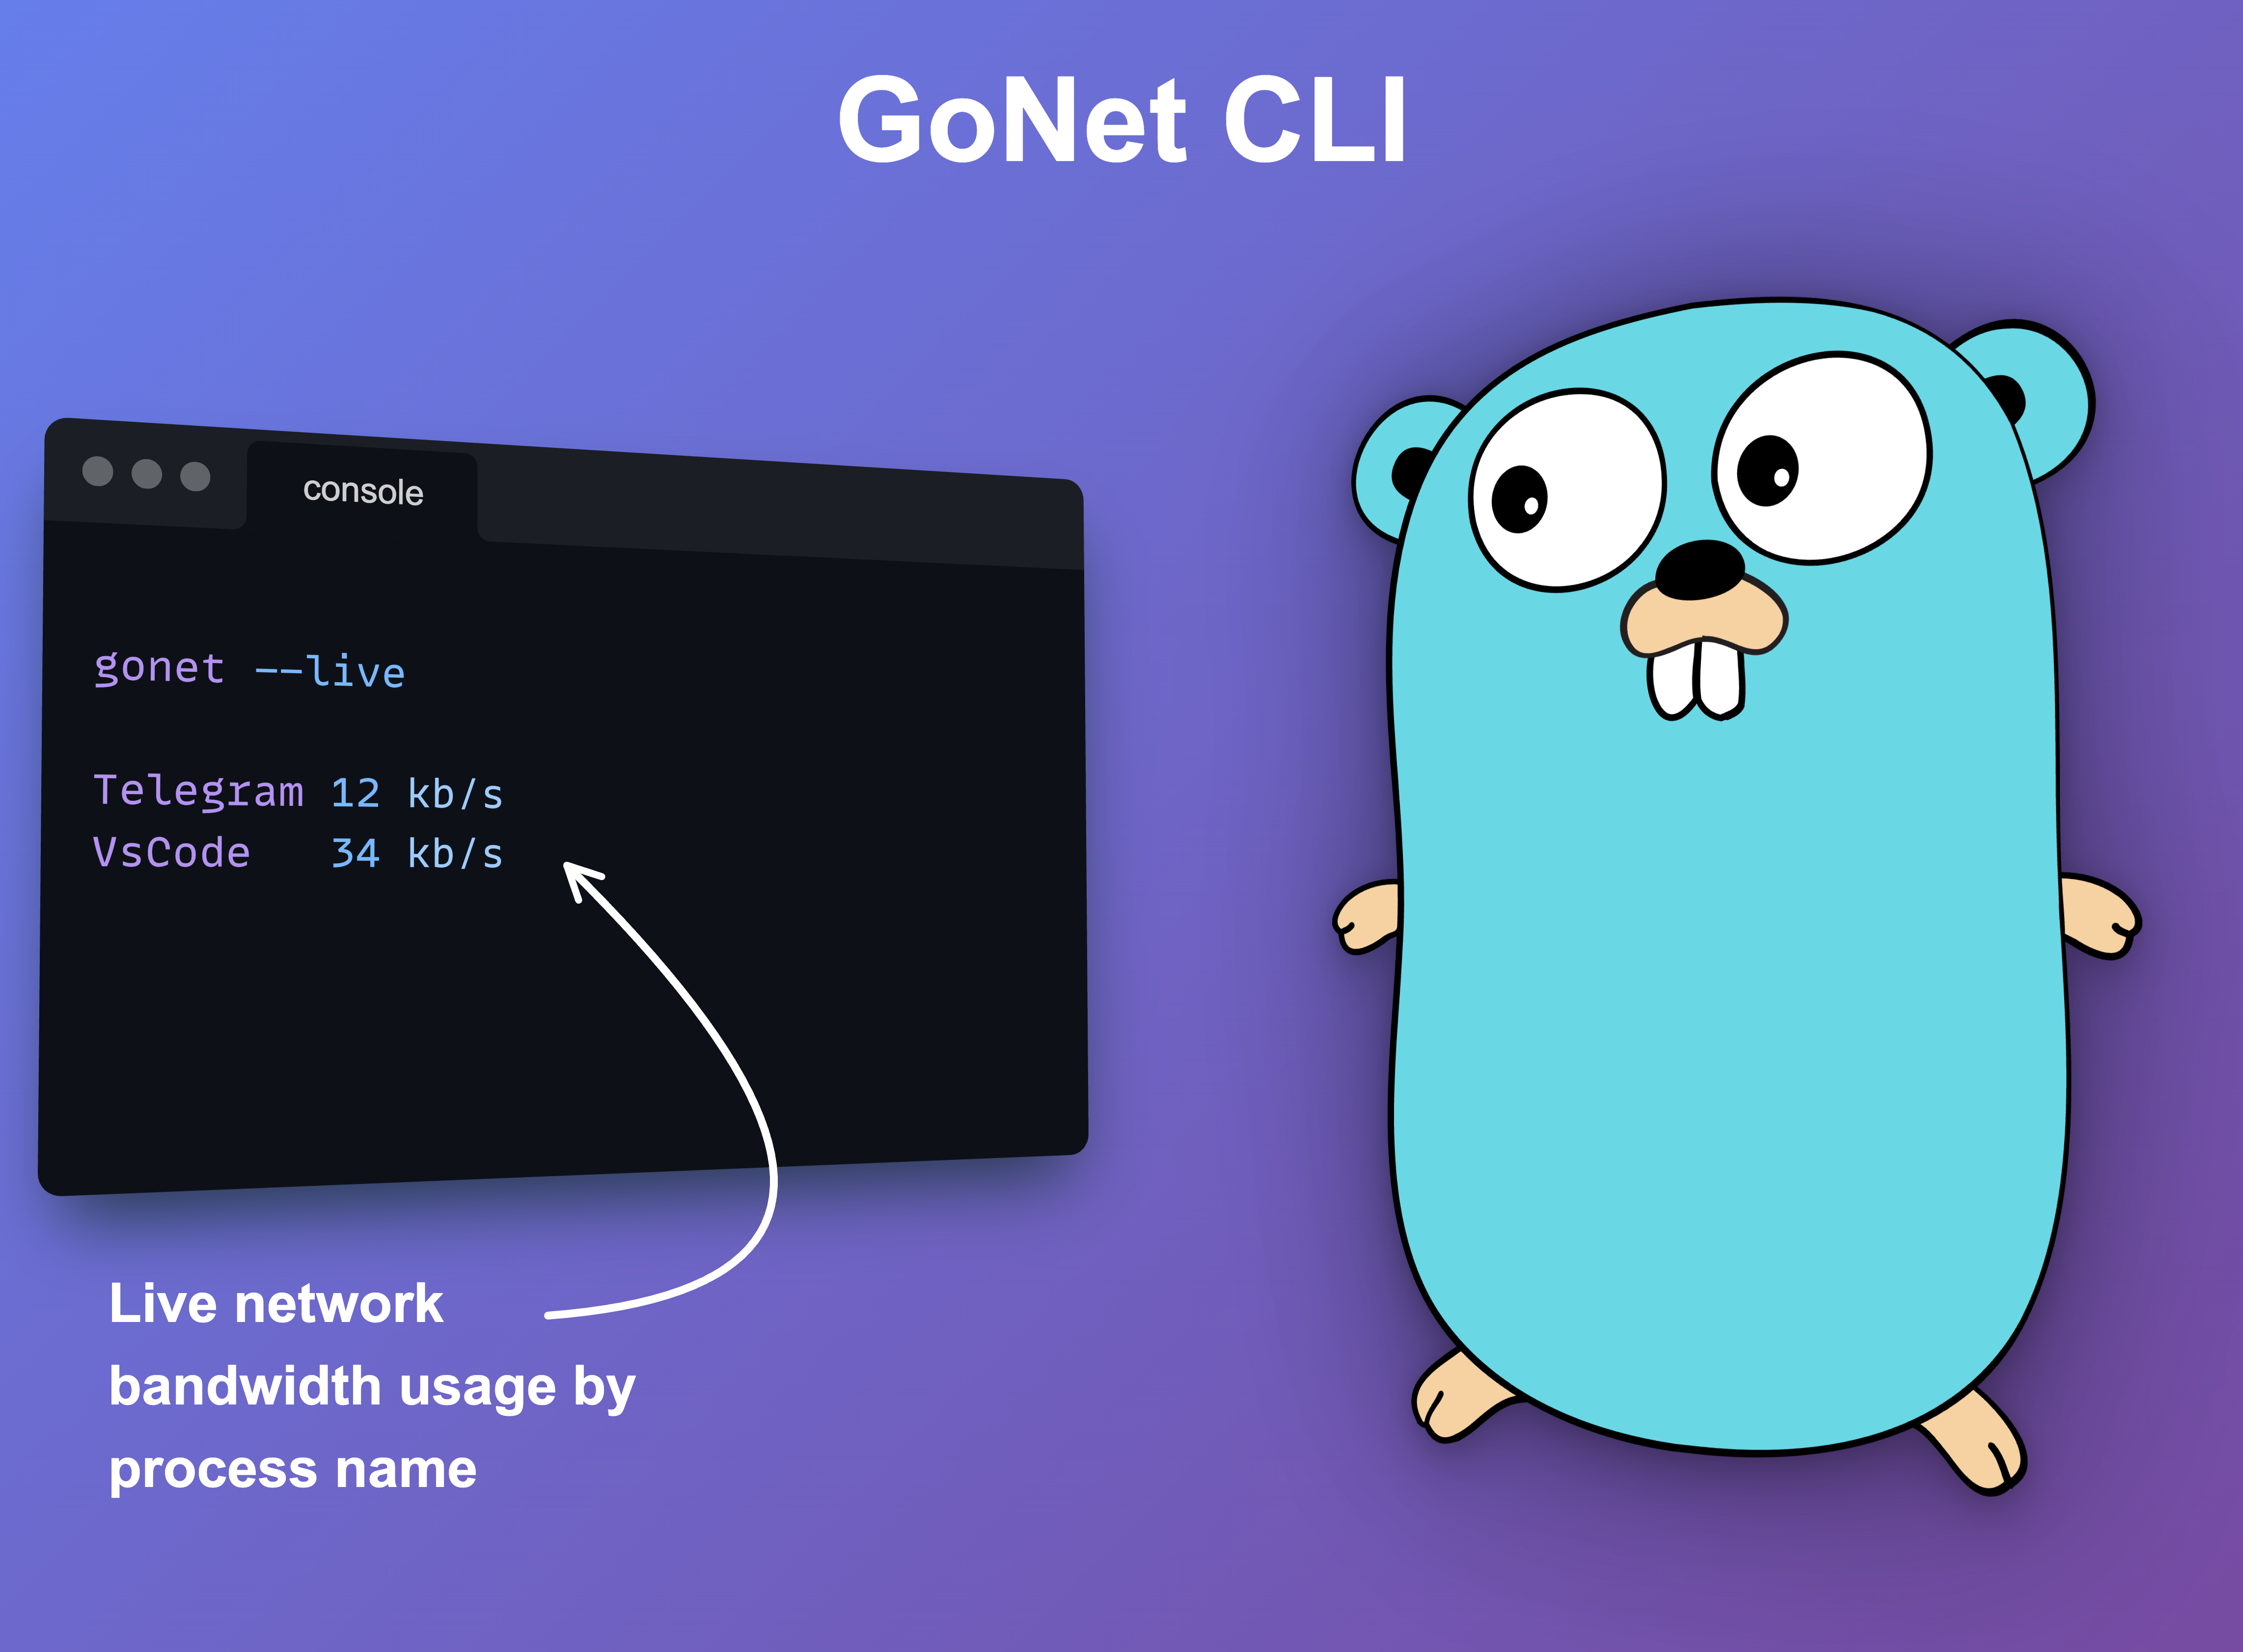 GoNet CLI
console
gonet --live
Telegram 12 kb/s
VsCode 34 kb/s
Live network
bandwidth usage by
process name